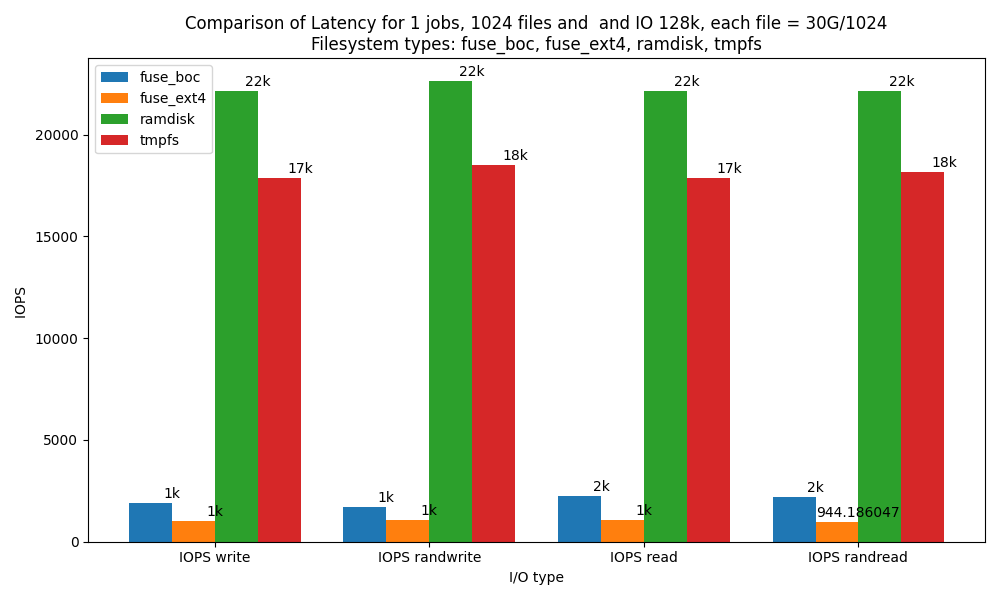 Comparison of Latency for 1 jobs, 1024 files and  and IO 128k, each file = 30G/1024
Filesystem types: fuse_boc, fuse_ext4, ramdisk, tmpfs
fuse_boc
fuse_ext4
ramdisk
tmpfs
IOPS
20000
15000
10000
5000
0
1k
1k
22k
17k
1k
1k
22k
18k
2k
1k
22k
17k
2k
944.186047
22k
18k
IOPS write
IOPS randwrite
IOPS read
IOPS randread
I/O type